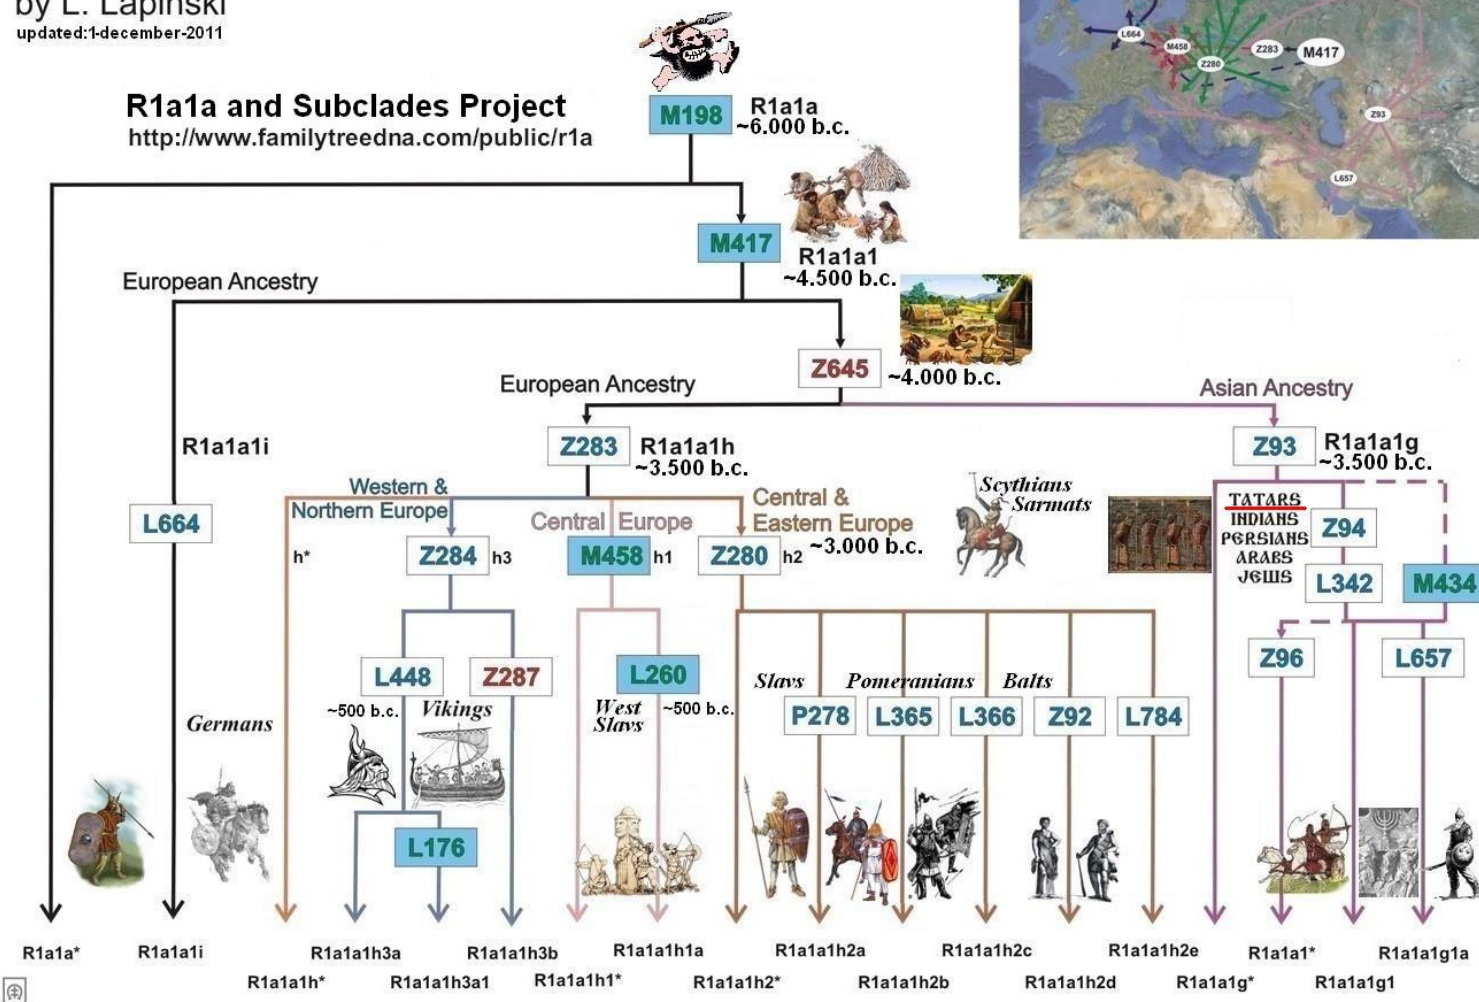 by L. Lapinski
updated:1-december-2011
R1a1a and Subclades Project
http://www.familytreedna.com/public/r1a
M198
R1a1a
~6.000 b.c.
L664
M458
Z280
Z283
M417
Z93
L657
M417
R1a1a1
~4.500 b.c.
European Ancestry
Z645
~4.000 b.c.
European Ancestry
Asian Ancestry
R1a1a1i
Z283
R1a1a1h
~3.500 b.c.
Z93
R1a1a1g
~3.500 b.c.
L664
Western &
Northern Europe
Central Europe
Central &
Eastern Europe
~3.000 b.c.
Scythians
Sarmats
TATARS
INDIANS
PERSIANS
ARABS
JEWS
Z94
h*
Z284 h3
M458 h1
Z280 h2
L342
M434
L448
Z287
L260
Z96
L657
~500 b.c.
Vikings
West
Slavs
~500 b.c.
Slavs
Pomeranians
Balts
P278
L365
L366
Z92
L784
Germans
L176
R1a1a*
R1a1a1i
R1a1a1h3a
R1a1a1h3b
R1a1a1h1a
R1a1a1h2a
R1a1a1h2c
R1a1a1h2e
R1a1a1*
R1a1a1g1a
R1a1a1h*
R1a1a1h3a1
R1a1a1h1*
R1a1a1h2*
R1a1a1h2b
R1a1a1h2d
R1a1a1g*
R1a1a1g1